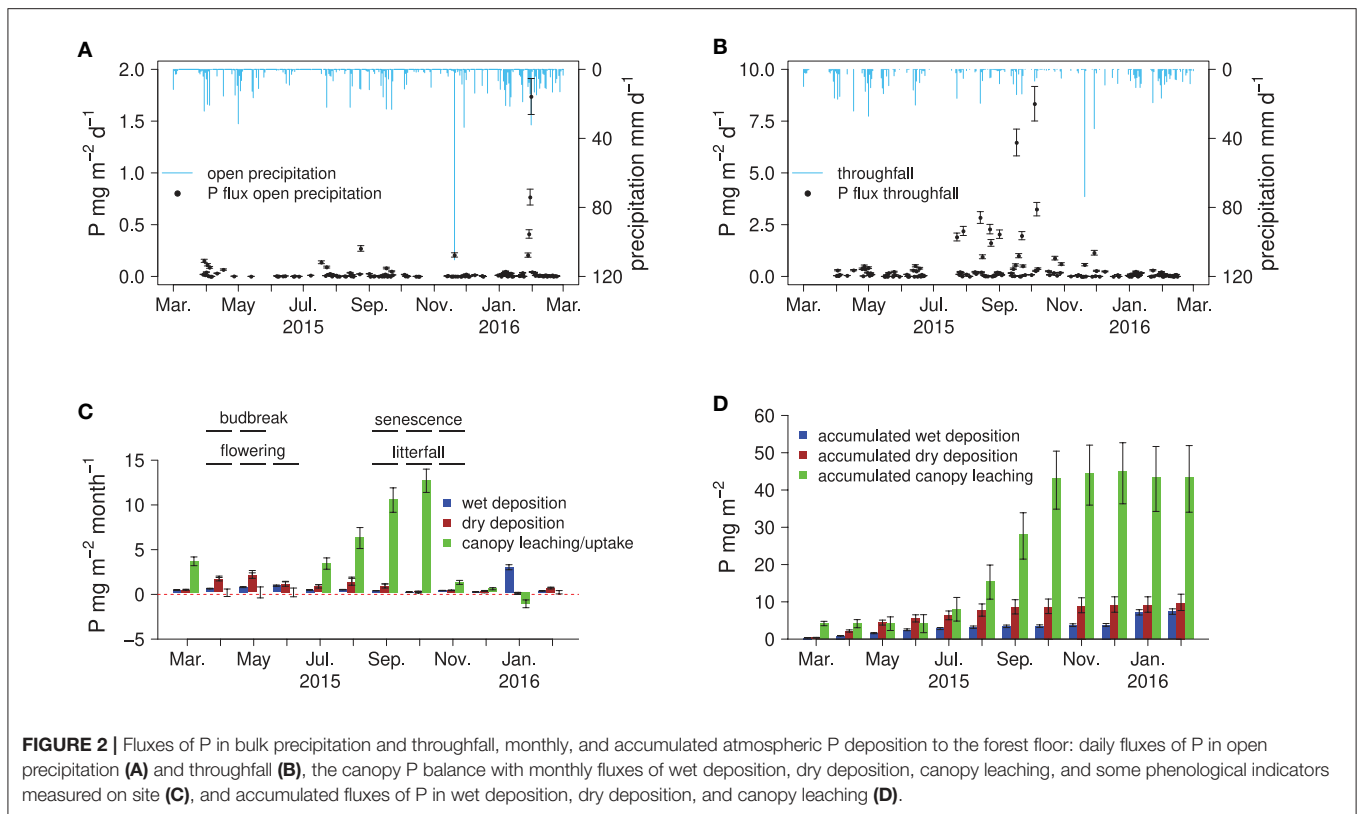 A
2.0
1.5
1.0
0.5
0.0
P mg m⁻² d⁻¹
0
40
80
120
precipitation mm d⁻¹
open precipitation
P flux open precipitation
Mar. May Jul. Sep. Nov. Jan. Mar.
2015 2016
B
10.0
7.5
5.0
2.5
0.0
P mg m⁻² d⁻¹
0
40
80
120
precipitation mm d⁻¹
throughfall
P flux throughfall
Mar. May Jul. Sep. Nov. Jan. Mar.
2015 2016
C
budbreak senescence
flowering litterfall
15
10
5
0
−5
P mg m⁻² month⁻¹
wet deposition
dry deposition
canopy leaching/uptake
Mar. May Jul. Sep. Nov. Jan.
2015 2016
D
60
50
40
30
20
10
0
P mg m⁻²
accumulated wet deposition
accumulated dry deposition
accumulated canopy leaching
Mar. May Jul. Sep. Nov. Jan.
2015 2016
FIGURE 2 | Fluxes of P in bulk precipitation and throughfall, monthly, and accumulated atmospheric P deposition to the forest floor: daily fluxes of P in open
precipitation (A) and throughfall (B), the canopy P balance with monthly fluxes of wet deposition, dry deposition, canopy leaching, and some phenological indicators
measured on site (C), and accumulated fluxes of P in wet deposition, dry deposition, and canopy leaching (D).